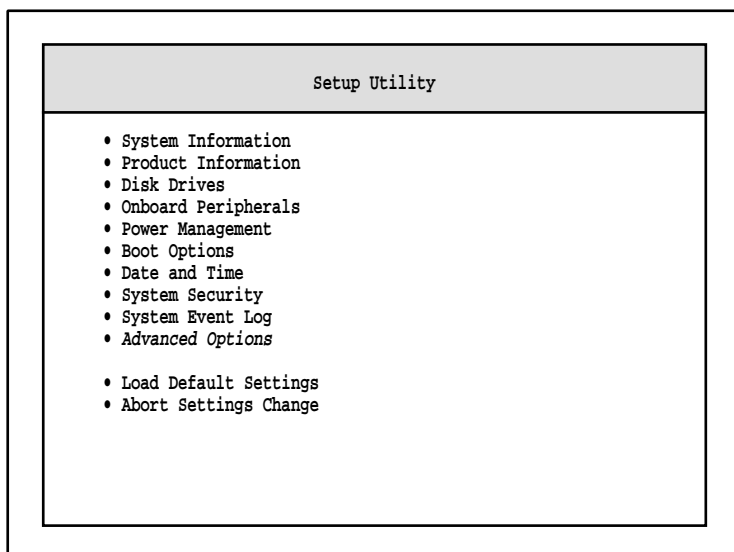 Setup Utility
• System Information
• Product Information
• Disk Drives
• Onboard Peripherals
• Power Management
• Boot Options
• Date and Time
• System Security
• System Event Log
• Advanced Options
• Load Default Settings
• Abort Settings Change